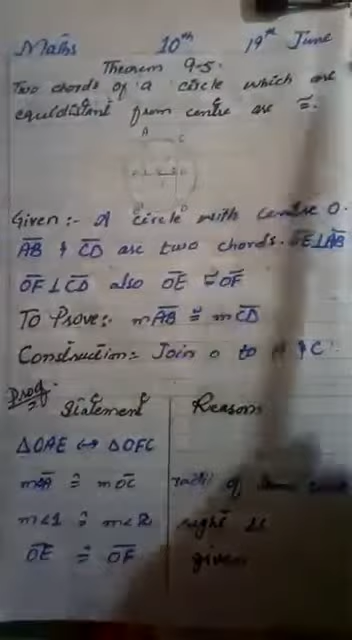 Maths 10th 19th June
Theorem 9.5.
Two chords of a circle which are
equidistant from centre are ≅.
A C
Given :- A circle with centre O.
AB & CD are two chords. OE⊥AB
OF⊥CD also OE ≅ OF
To Prove:- mAB ≅ mCD
Construction= Join O to A & C
Proof
Statement Reason
ΔOAE ↔ ΔOFC
mOA ≅ mOC radii of same
m<1 ≅ m<2 right
OE ≅ OF given